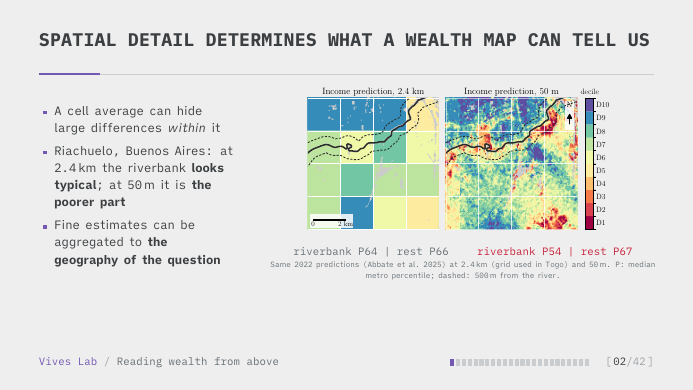 SPATIAL DETAIL DETERMINES WHAT A WEALTH MAP CAN TELL US
A cell average can hide
large differences within it
Riachuelo, Buenos Aires: at
2.4 km the riverbank looks
typical; at 50 m it is the
poorer part
Fine estimates can be
aggregated to the
geography of the question
Income prediction, 2.4 km
0 2 km
Income prediction, 50 m
N
decile
D10
D9
D8
D7
D6
D5
D4
D3
D2
D1
riverbank P64 | rest P66
riverbank P54 | rest P67
Same 2022 predictions (Abbate et al. 2025) at 2.4 km (grid used in Togo) and 50 m. P: median
metro percentile; dashed: 500 m from the river.
Vives Lab / Reading wealth from above
[02/42]